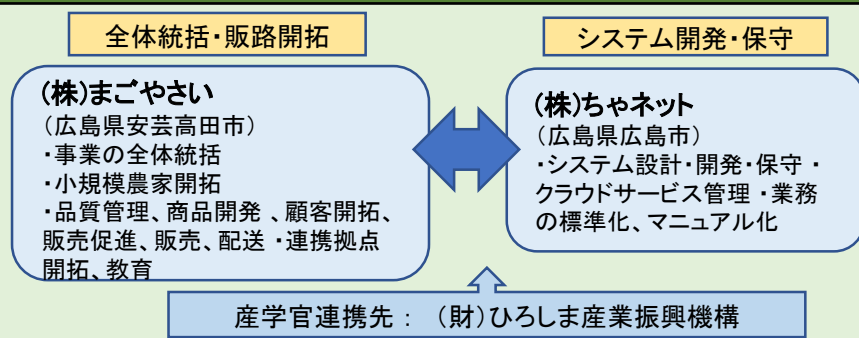 全体統括・販路開拓
(株)まごやさい
（広島県安芸高田市）
・事業の全体統括
・小規模農家開拓
・品質管理、商品開発 、顧客開拓、
販売促進、販売、配送 ・連携拠点
開拓、教育
システム開発・保守
(株)ちゃネット
（広島県広島市）
・システム設計・開発・保守 ・
クラウドサービス管理 ・業務
の標準化、マニュアル化
産学官連携先 ： （財）ひろしま産業振興機構